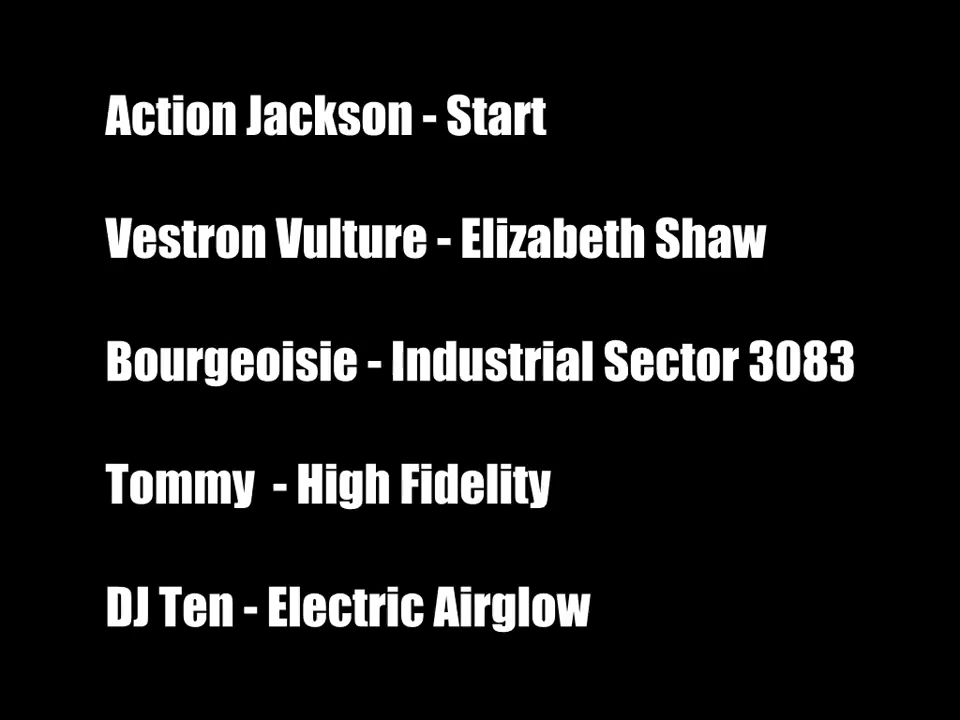 Action Jackson - Start
Vestron Vulture - Elizabeth Shaw
Bourgeoisie - Industrial Sector 3083
Tommy  - High Fidelity
DJ Ten - Electric Airglow